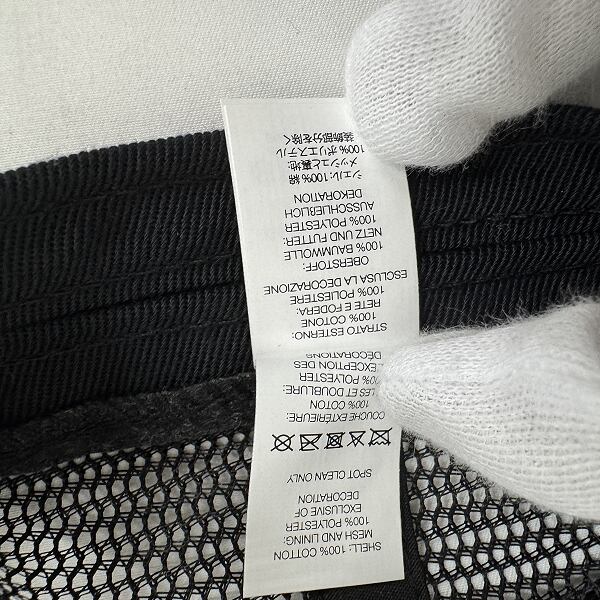 SHELL: 100% COTTON
MESH AND LINING:
100% POLYESTER
EXCLUSIVE OF
DECORATION
SPOT CLEAN ONLY
COUCHE EXTÉRIEURE:
100% COTON
LES ET DOUBLURE:
0% POLYESTER
L'EXCEPTION DES
DÉCORATIONS
STRATO ESTERNO:
100% COTONE
RETE E FODERA:
100% POLIESTERE
ESCLUSA LA DECORAZIONE
OBERSTOFF:
100% BAUMWOLLE
NETZ UND FUTTER:
100% POLYESTER
AUSSCHLIEßLICH
DEKORATION
シェル: 100% 綿
メッシュと裏地:
100% ポリエステル
装飾部分を除く